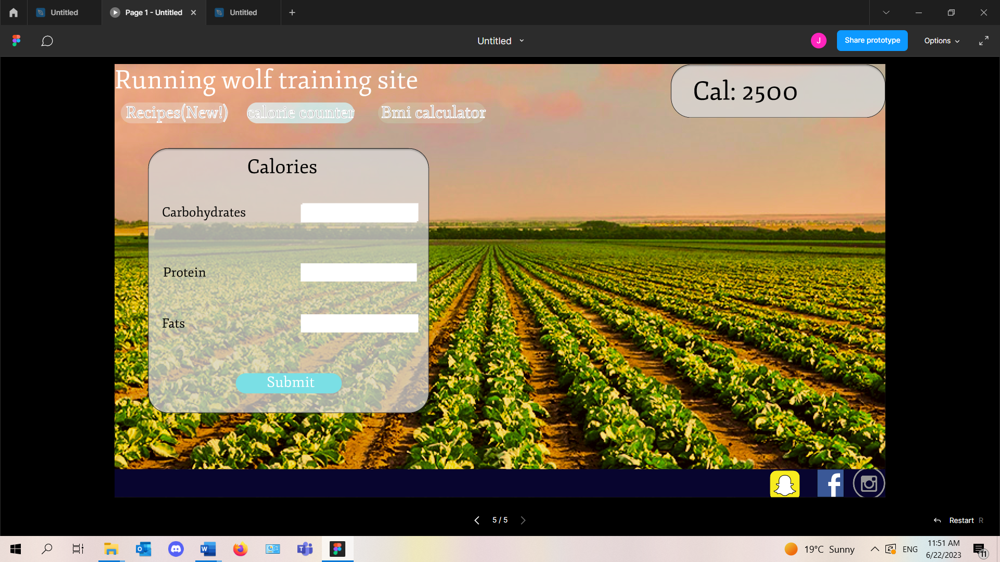 Untitled
Page 1 - Untitled
Untitled
Untitled
J
Share prototype
Options
Running wolf training site
Cal: 2500
Recipes(New!)
calorie counter
Bmi calculator
Calories
Carbohydrates
Protein
Fats
Submit
f
5 / 5
Restart R
19°C Sunny
ENG
11:51 AM
6/22/2023
11